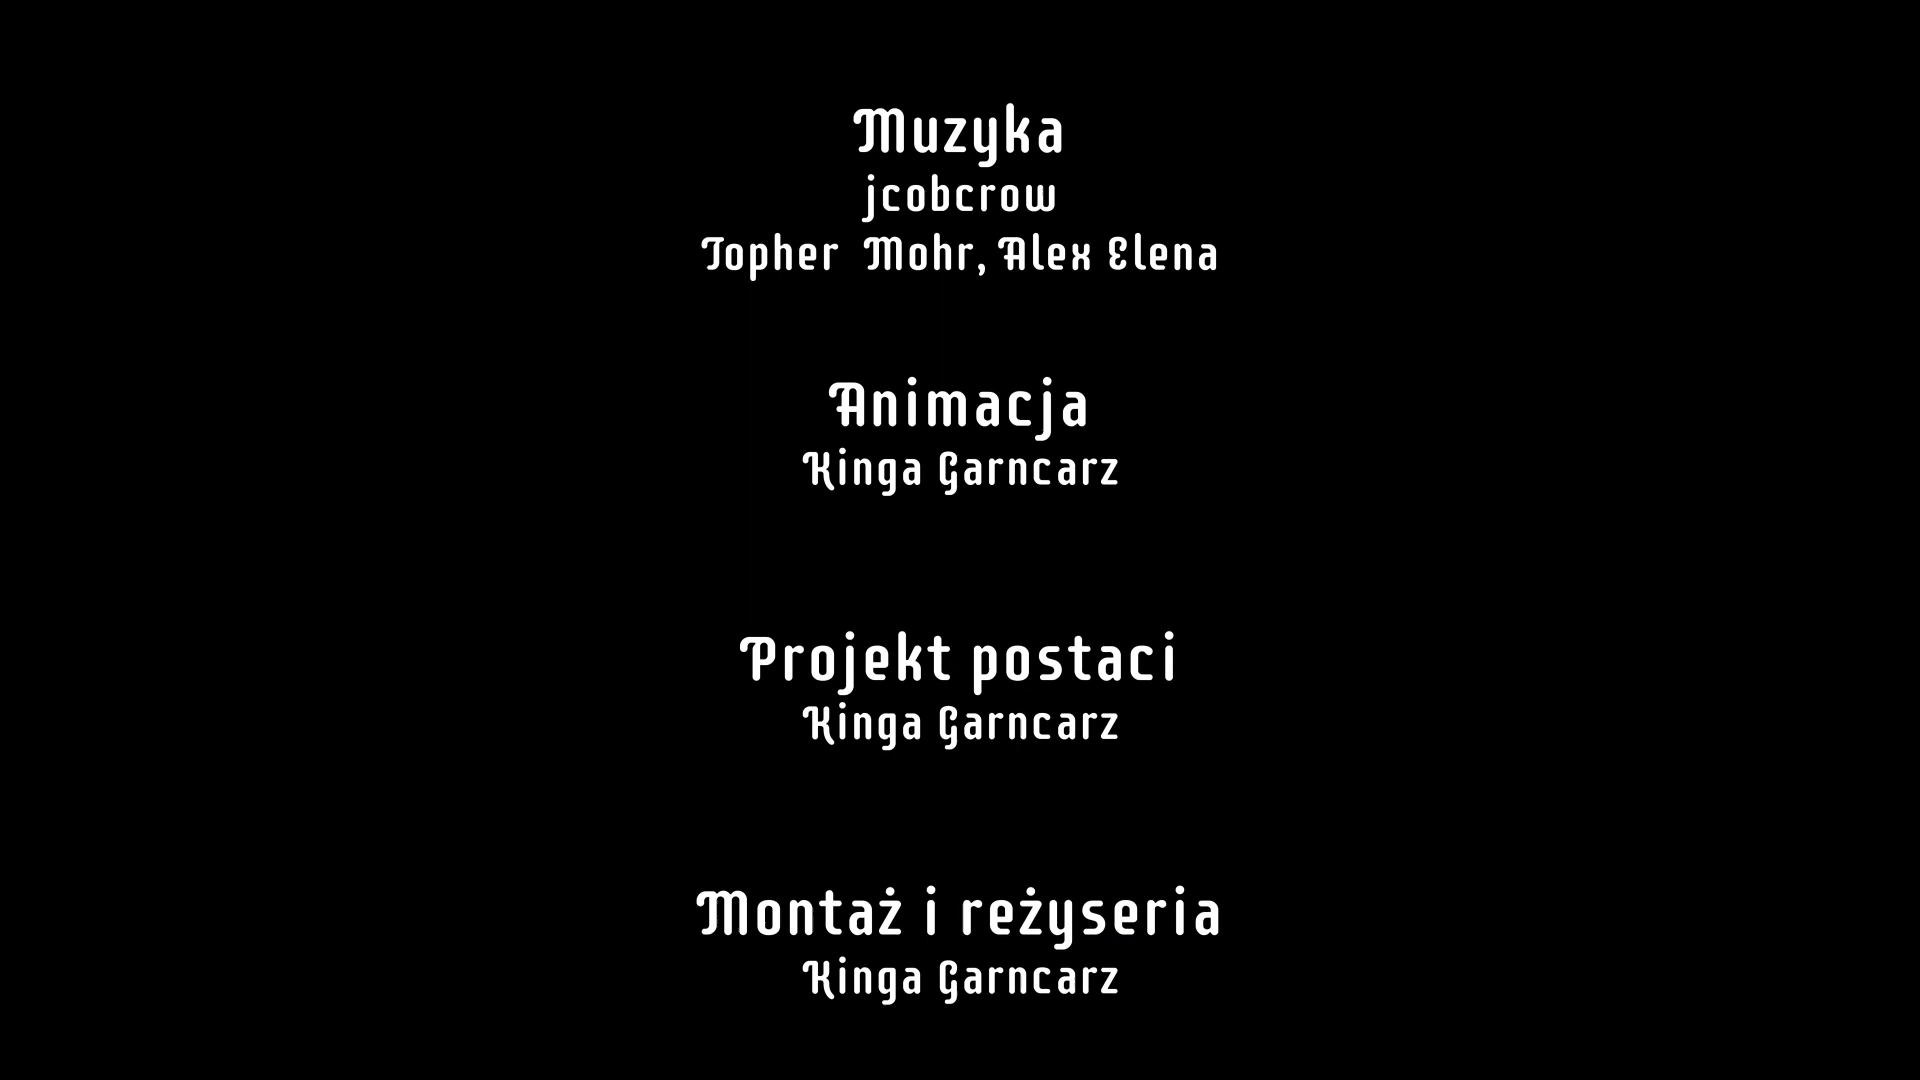 Muzyka
jcobcrow
Topher Mohr, Alex Elena
Animacja
Kinga Garncarz
Projekt postaci
Kinga Garncarz
Montaż i reżyseria
Kinga Garncarz